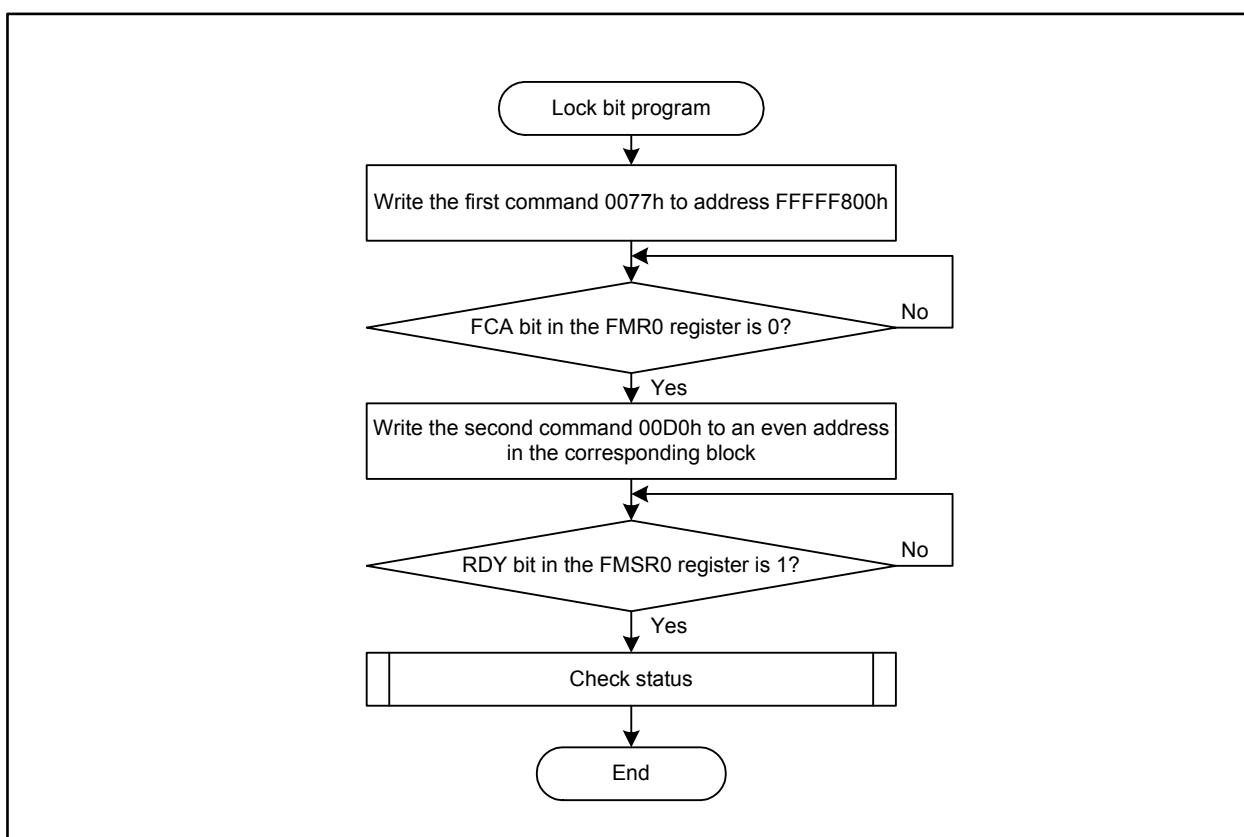 Lock bit program
Write the first command 0077h to address FFFFF800h
FCA bit in the FMR0 register is 0?
No
Yes
Write the second command 00D0h to an even address
in the corresponding block
RDY bit in the FMSR0 register is 1?
No
Yes
Check status
End